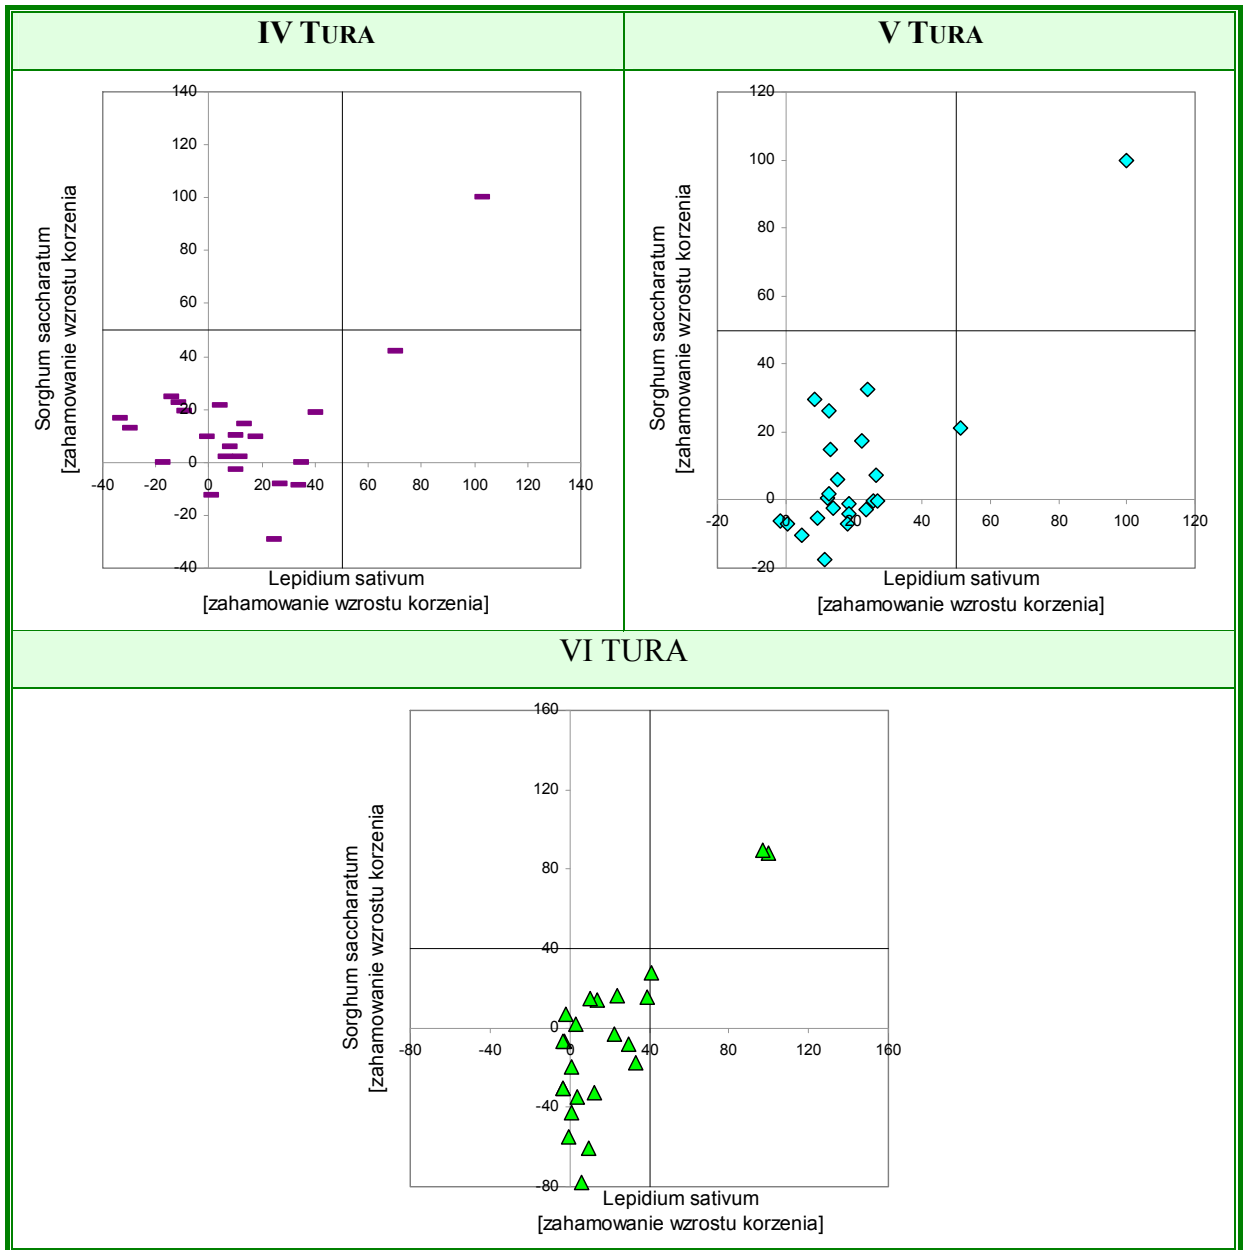 IV TURA
V TURA
140
120
100
80
60
40
20
0
-20
-40
-40 -20 0 20 40 60 80 100 120 140
Sorghum saccharatum
[zahamowanie wzrostu korzenia
Lepidium sativum
[zahamowanie wzrostu korzenia]
120
100
80
60
40
20
0
-20
-20 0 20 40 60 80 100 120
Sorghum saccharatum
[zahamowanie wzrostu korzenia
Lepidium sativum
[zahamowanie wzrostu korzenia]
VI TURA
160
120
80
40
0
-40
-80
-80 -40 0 40 80 120 160
Sorghum saccharatum
[zahamowanie wzrostu korzenia
Lepidium sativum
[zahamowanie wzrostu korzenia]